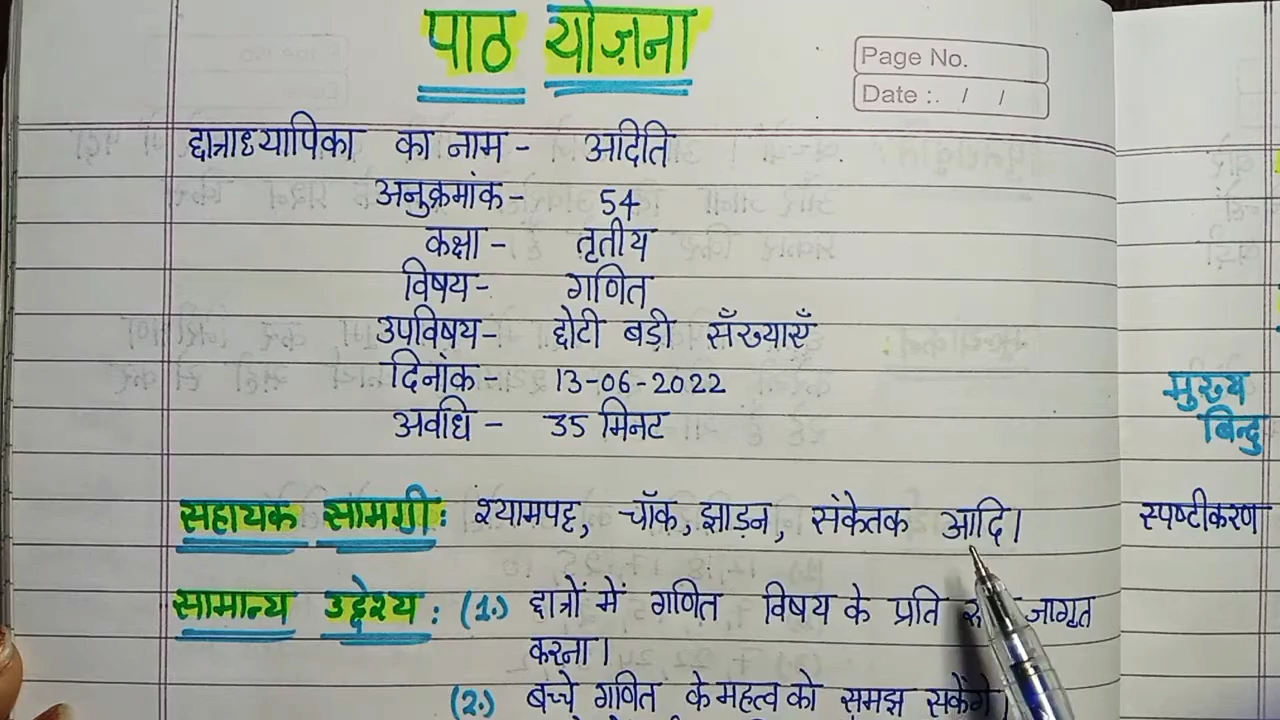 पाठ योजना
Page No.
Date :. / /
छात्राध्यापिका का नाम - अदिति
अनुक्रमांक - 54
कक्षा - तृतीय
विषय - गणित
उपविषय - छोटी बड़ी सँख्याएँ
दिनांक - 13-06-2022
अवधि - 35 मिनट
सहायक सामग्री: श्यामपट्ट, चॉक, झाड़न, संकेतक आदि।
सामान्य उद्देश्य: (1.) छात्रों में गणित विषय के प्रति जागृत
करना।
(2.) बच्चे गणित के महत्व को समझ सकेंगे।
मुख्य
बिन्दु
स्पष्टीकरण